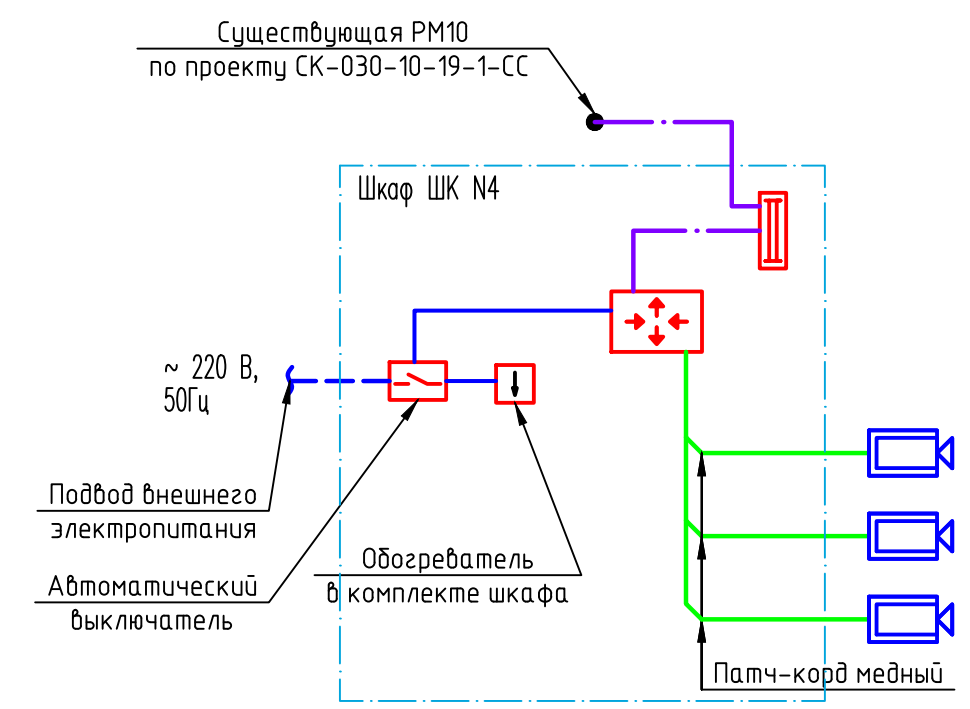 Существующая РМ10
по проекту СК-030-10-19-1-СС
Шкаф ШК N4
~ 220 В,
50Гц
Подвод внешнего
электропитания
Автоматический
выключатель
Обогреватель
в комплекте шкафа
Патч-корд медный